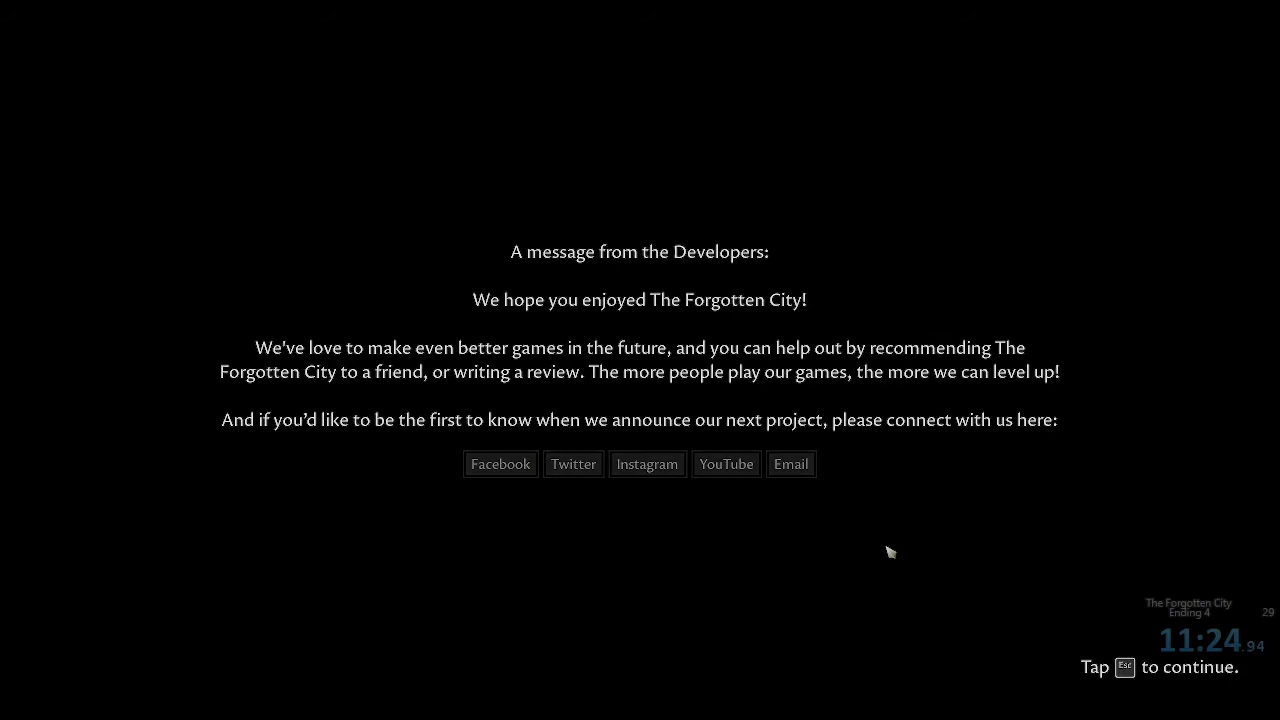 A message from the Developers:
We hope you enjoyed The Forgotten City!
We've love to make even better games in the future, and you can help out by recommending The
Forgotten City to a friend, or writing a review. The more people play our games, the more we can level up!
And if you’d like to be the first to know when we announce our next project, please connect with us here:
Facebook Twitter Instagram YouTube Email
The Forgotten City
Ending 4 29
11:24.94
Tap Esc to continue.